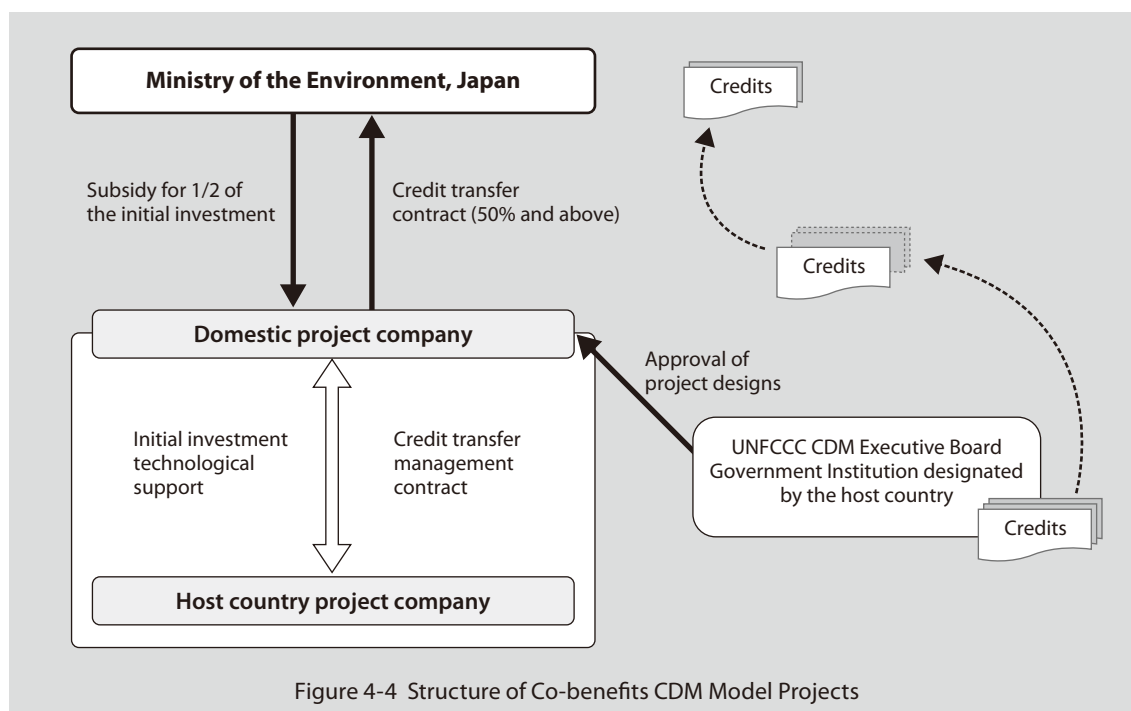 Ministry of the Environment, Japan
Credits
Subsidy for 1/2 of
the initial investment
Credit transfer
contract (50% and above)
Credits
Domestic project company
Approval of
project designs
Initial investment
technological
support
Credit transfer
management
contract
UNFCCC CDM Executive Board
Government Institution designated
by the host country
Credits
Host country project company
Figure 4-4 Structure of Co-benefits CDM Model Projects